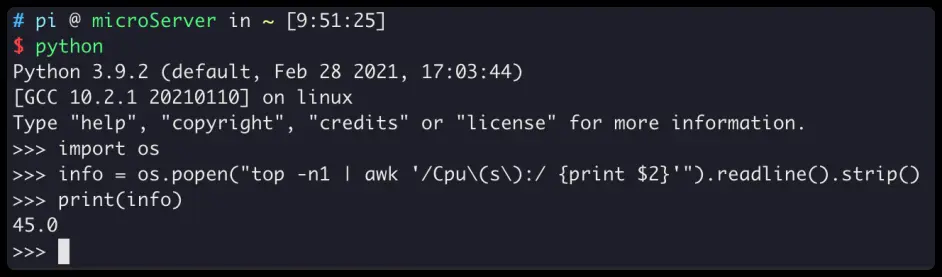 # pi @ microServer in ~ [9:51:25]
$ python
Python 3.9.2 (default, Feb 28 2021, 17:03:44)
[GCC 10.2.1 20210110] on linux
Type "help", "copyright", "credits" or "license" for more information.
>>> import os
>>> info = os.popen("top -n1 | awk '/Cpu\(s\):/ {print $2}'").readline().strip()
>>> print(info)
45.0
>>>